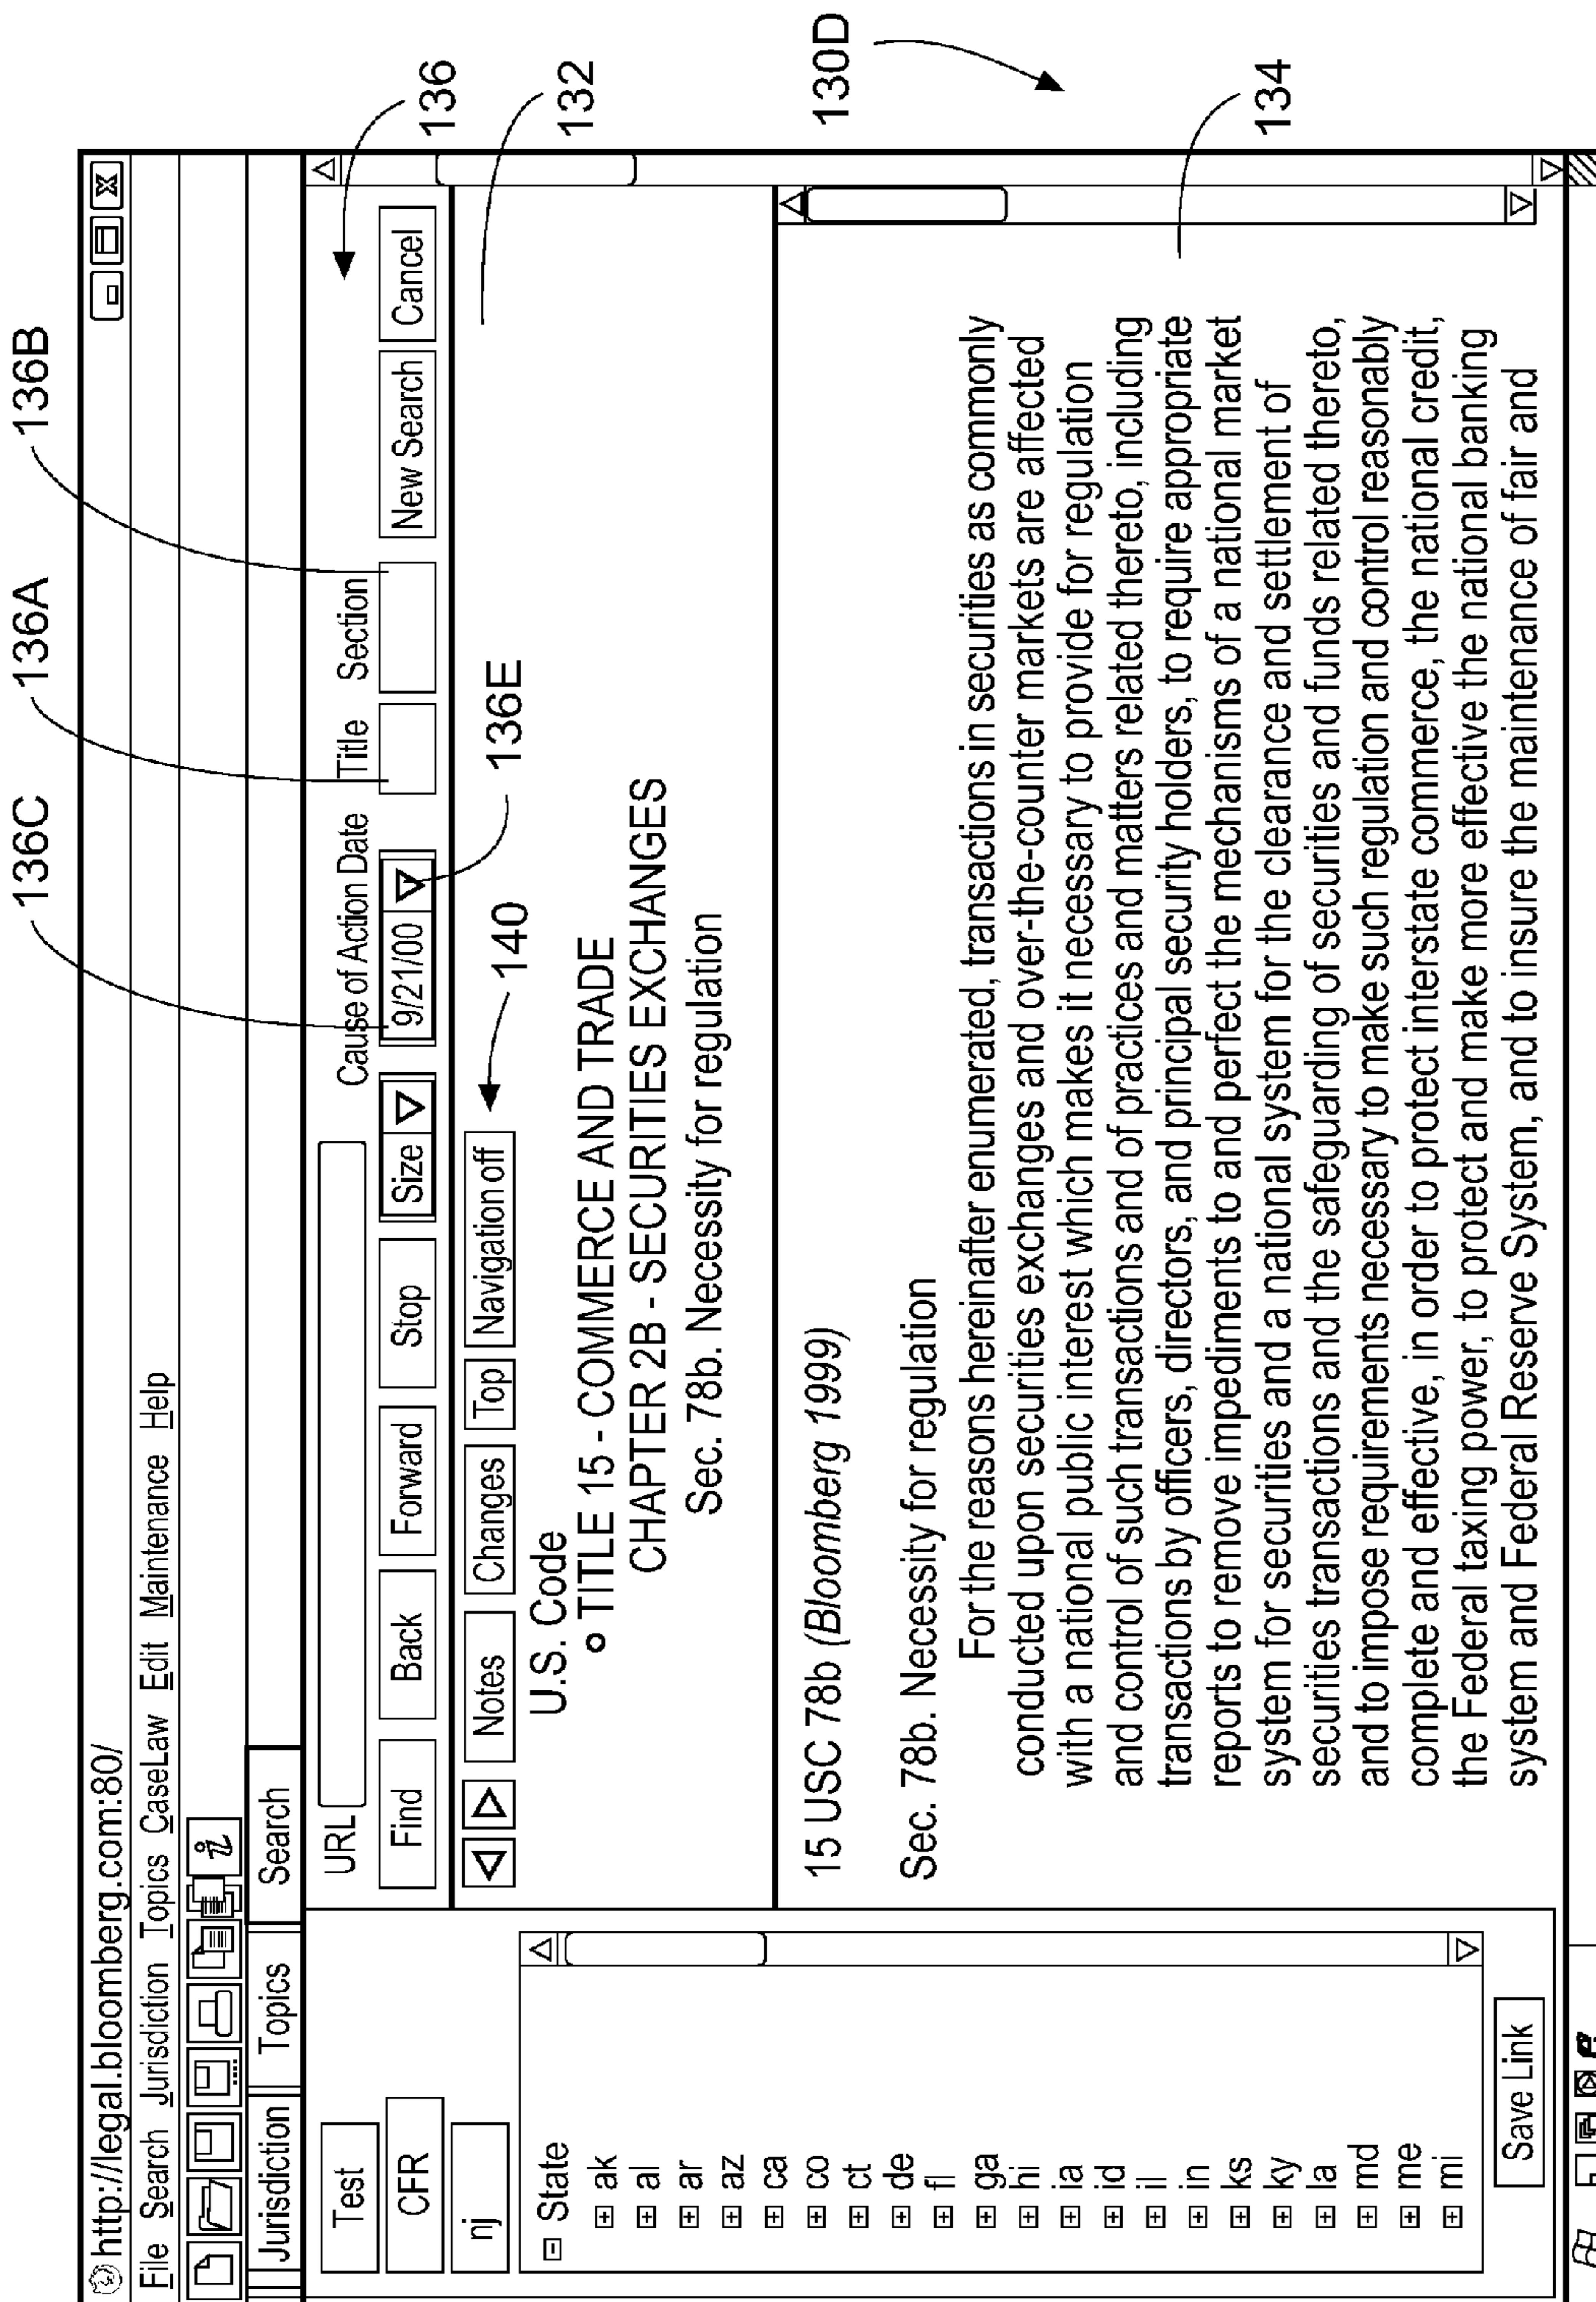 http://legal.bloomberg.com:80/
File Search Jurisdiction Topics CaseLaw Edit Maintenance Help
Jurisdiction Topics Search
Test
CFR
nj
State
ak
al
ar
az
ca
co
ct
de
fl
ga
hi
ia
id
il
in
ks
ky
la
md
me
mi
Save Link
URL
Cause of Action Date Title Section
Find Back Forward Stop Size 9/21/00 New Search Cancel
Notes Changes Top Navigation off
U.S. Code
TITLE 15 - COMMERCE AND TRADE
CHAPTER 2B - SECURITIES EXCHANGES
Sec. 78b. Necessity for regulation
15 USC 78b (Bloomberg 1999)
Sec. 78b. Necessity for regulation
For the reasons hereinafter enumerated, transactions in securities as commonly
conducted upon securities exchanges and over-the-counter markets are affected
with a national public interest which makes it necessary to provide for regulation
and control of such transactions and of practices and matters related thereto, including
transactions by officers, directors, and principal security holders, to require appropriate
reports to remove impediments to and perfect the mechanisms of a national market
system for securities and a national system for the clearance and settlement of
securities transactions and the safeguarding of securities and funds related thereto,
and to impose requirements necessary to make such regulation and control reasonably
complete and effective, in order to protect interstate commerce, the national credit,
the Federal taxing power, to protect and make more effective the national banking
system and Federal Reserve System, and to insure the maintenance of fair and
136C
136A
136B
136E
140
136
132
130D
134